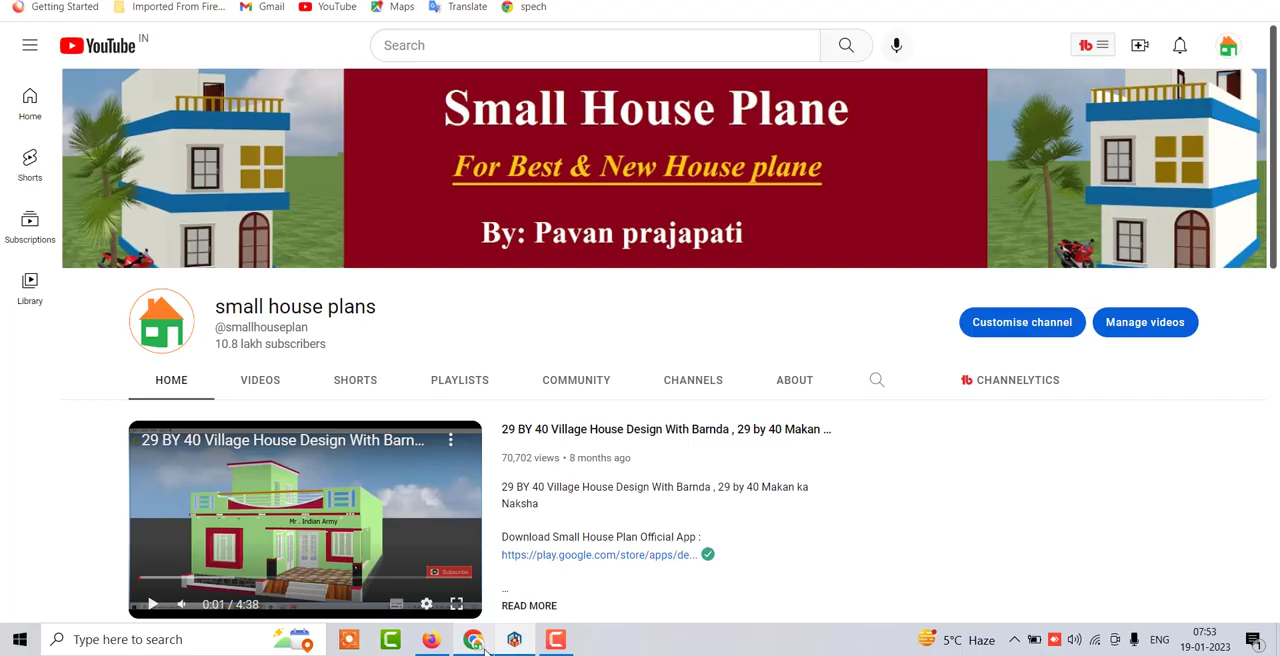 Getting Started Imported From Fire... Gmail YouTube Maps Translate spech
YouTube IN
Search
Home
Shorts
Subscriptions
Library
Small House Plane
For Best & New House plane
By: Pavan prajapati
small house plans
@smallhouseplan
10.8 lakh subscribers
Customise channel
Manage videos
HOME VIDEOS SHORTS PLAYLISTS COMMUNITY CHANNELS ABOUT tb CHANNELYTICS
29 BY 40 Village House Design With Barn...
Mr . Indian Army
Subscribe
0:01 / 4:38
29 BY 40 Village House Design With Barnda , 29 by 40 Makan ...
70,702 views • 8 months ago
29 BY 40 Village House Design With Barnda , 29 by 40 Makan ka
Naksha
Download Small House Plan Official App :
https://play.google.com/store/apps/de...
...
READ MORE
Type here to search
5°C Haze
ENG
07:53
19-01-2023
1